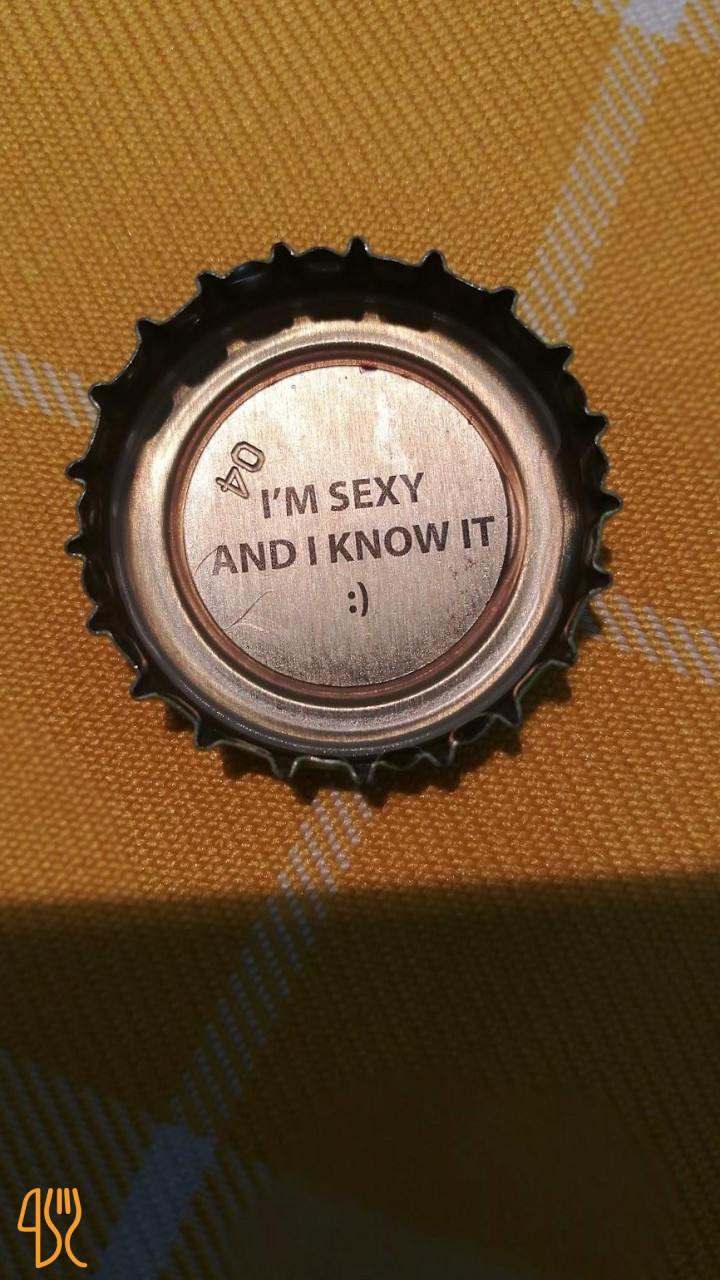 04
I'M SEXY
AND I KNOW IT
:)